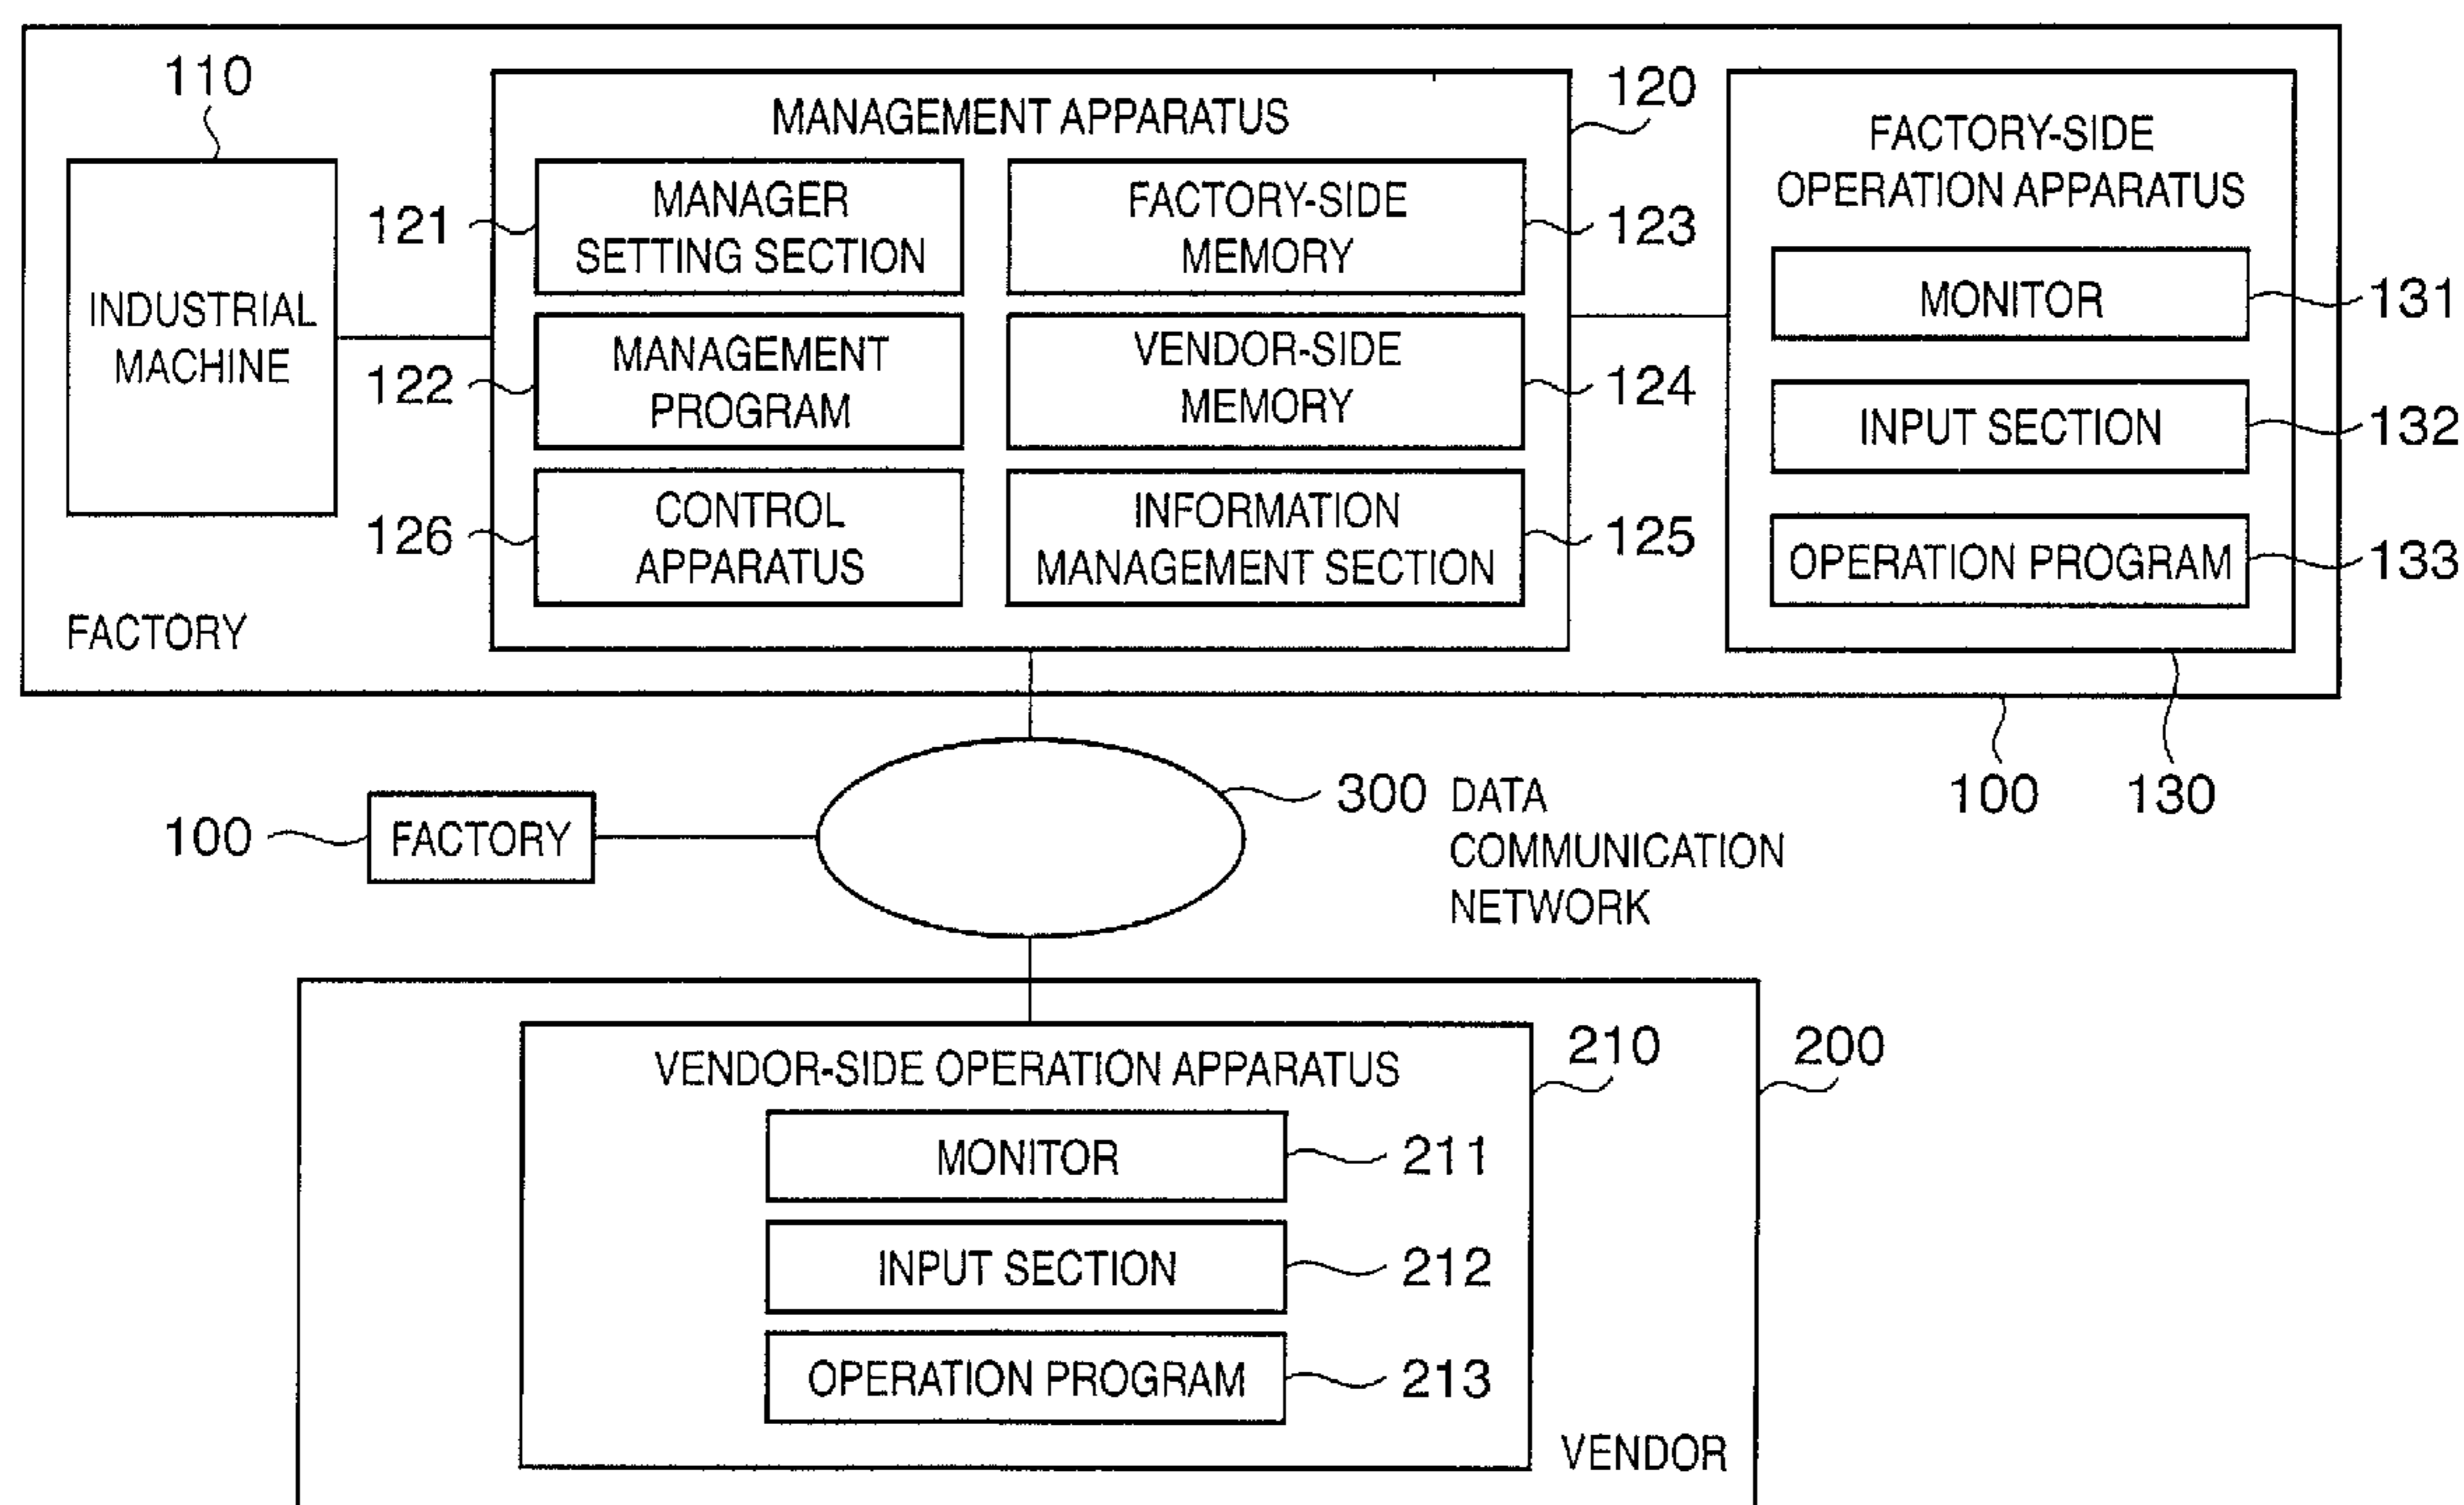 110
INDUSTRIAL
MACHINE
FACTORY
MANAGEMENT APPARATUS
120
121
MANAGER
SETTING SECTION
FACTORY-SIDE
MEMORY
123
122
MANAGEMENT
PROGRAM
VENDOR-SIDE
MEMORY
124
126
CONTROL
APPARATUS
INFORMATION
MANAGEMENT SECTION
125
FACTORY-SIDE
OPERATION APPARATUS
MONITOR
131
INPUT SECTION
132
OPERATION PROGRAM
133
100
130
100
FACTORY
300 DATA
COMMUNICATION
NETWORK
VENDOR-SIDE OPERATION APPARATUS
210
200
MONITOR
211
INPUT SECTION
212
OPERATION PROGRAM
213
VENDOR